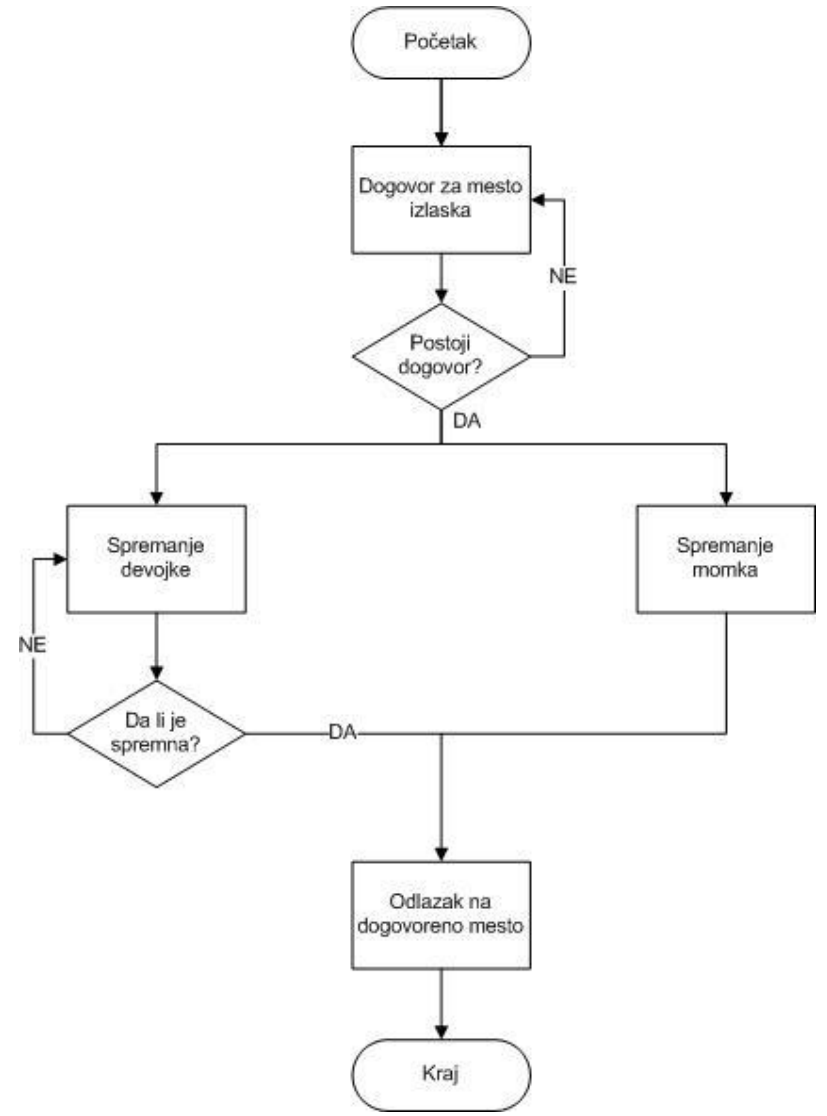 Početak
Dogovor za mesto
izlaska
NE
Postoji
dogovor?
DA
Spremanje
devojke
Spremanje
momka
NE
Da li je
spremna?
DA
Odlazak na
dogovoreno mesto
Kraj